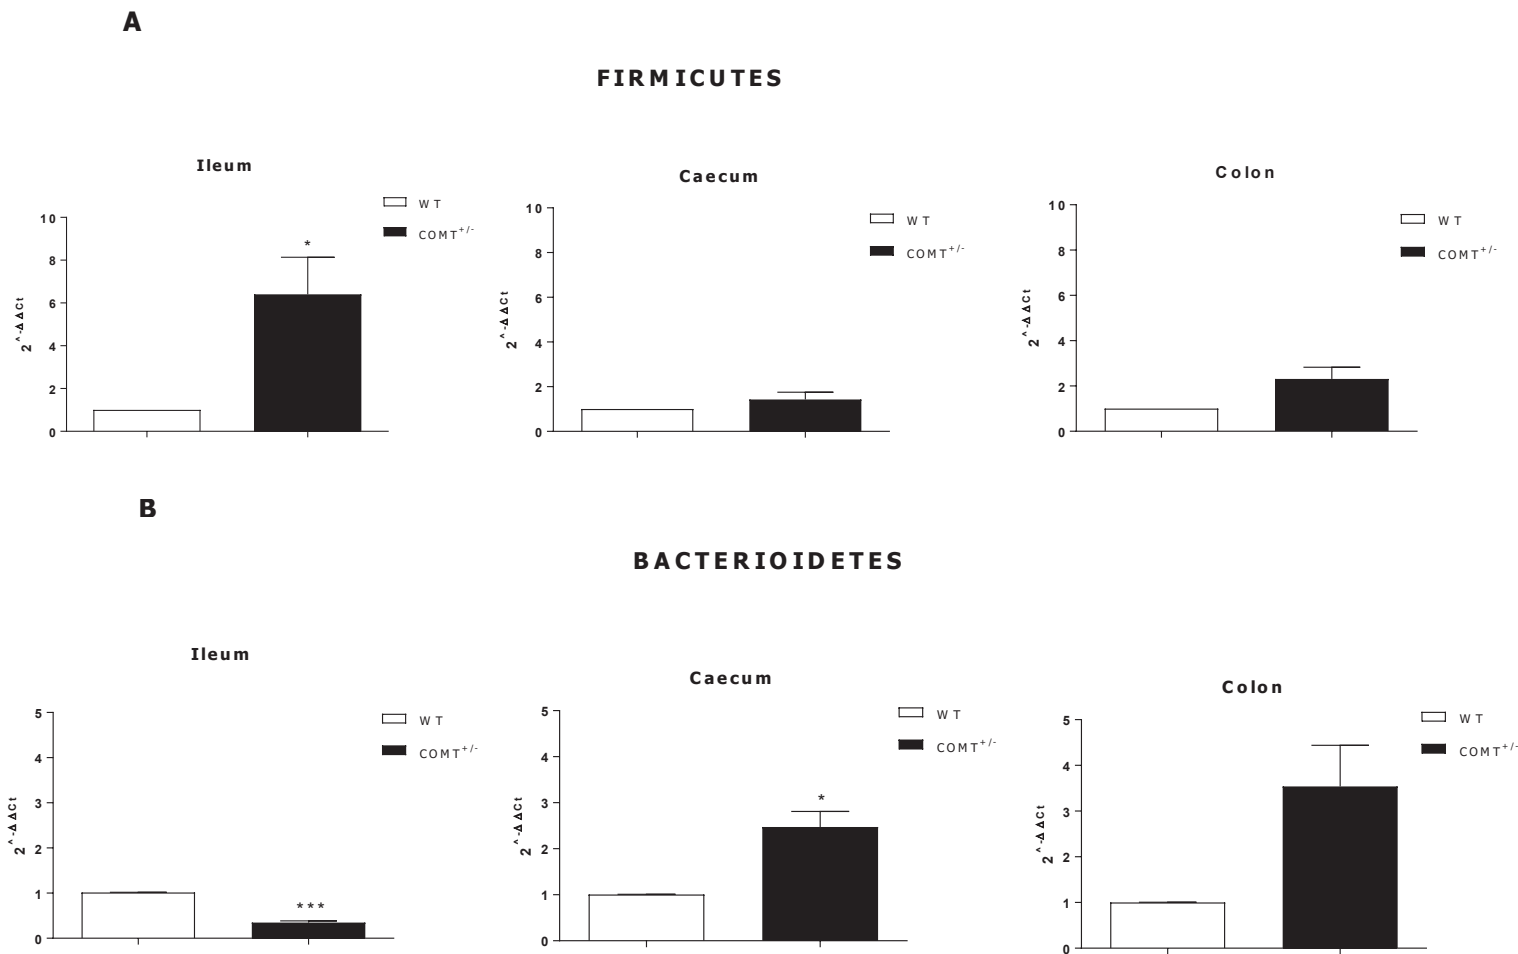 A
FIRMICUTES
Ileum
WT
COMT+/-
*
10
8
6
4
2
0
2^-ΔΔCt
Caecum
WT
COMT+/-
10
8
6
4
2
0
2^-ΔΔCt
Colon
WT
COMT+/-
10
8
6
4
2
0
2^-ΔΔCt
B
BACTERIOIDETES
Ileum
WT
COMT+/-
***
5
4
3
2
1
0
2^-ΔΔCt
Caecum
WT
COMT+/-
*
5
4
3
2
1
0
2^-ΔΔCt
Colon
WT
COMT+/-
5
4
3
2
1
0
2^-ΔΔCt